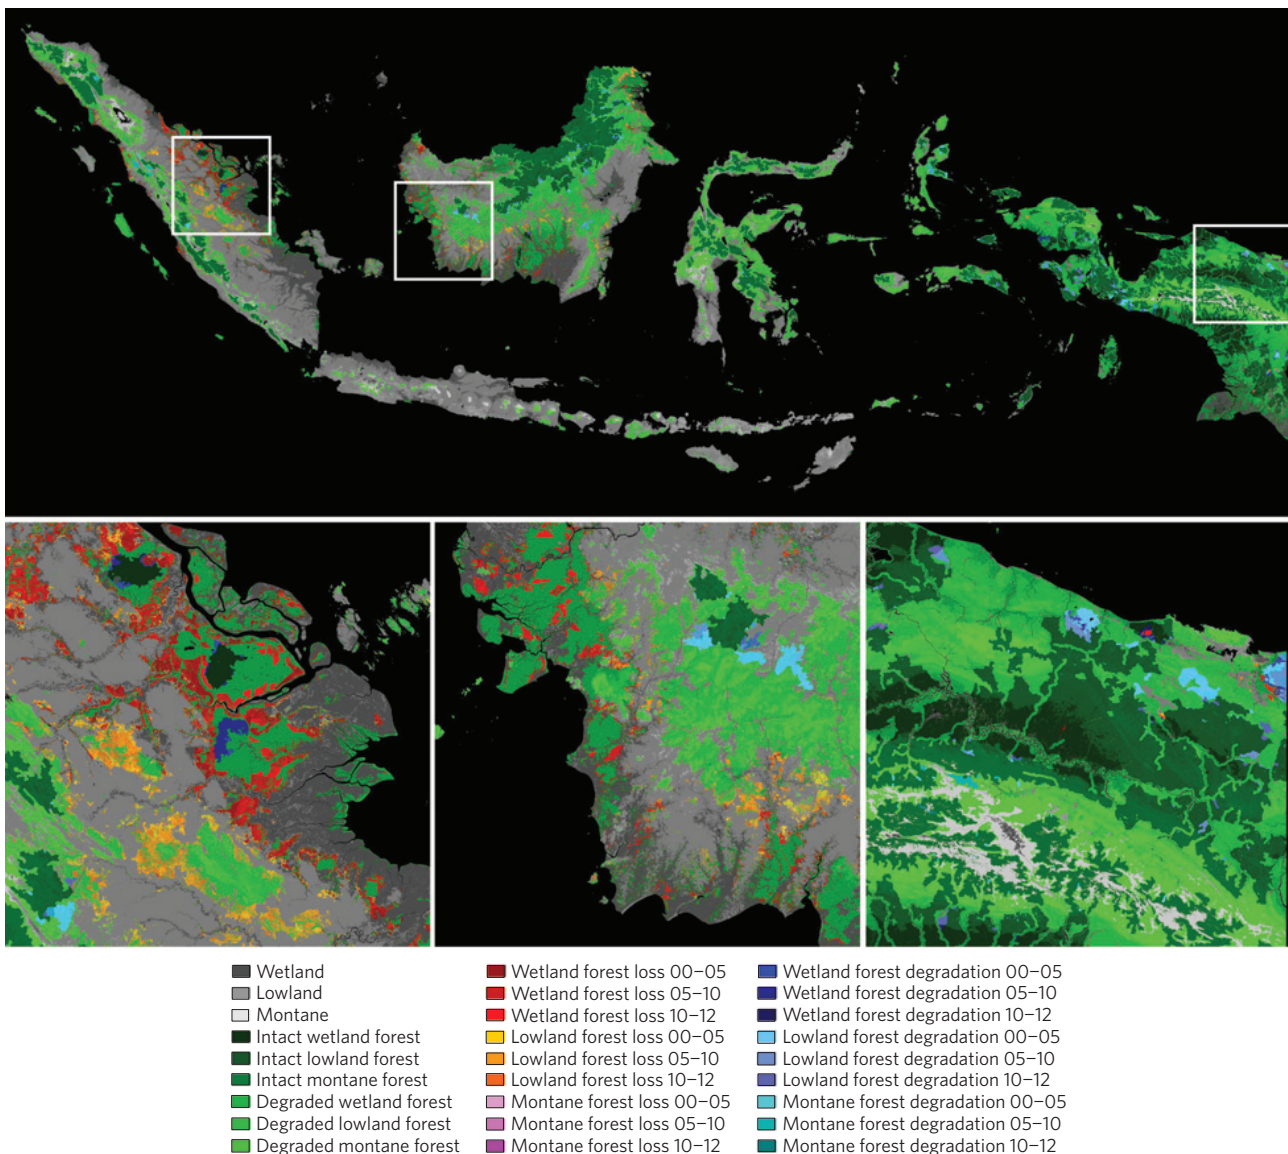 Wetland
Lowland
Montane
Intact wetland forest
Intact lowland forest
Intact montane forest
Degraded wetland forest
Degraded lowland forest
Degraded montane forest
Wetland forest loss 00–05
Wetland forest loss 05–10
Wetland forest loss 10–12
Lowland forest loss 00–05
Lowland forest loss 05–10
Lowland forest loss 10–12
Montane forest loss 00–05
Montane forest loss 05–10
Montane forest loss 10–12
Wetland forest degradation 00–05
Wetland forest degradation 05–10
Wetland forest degradation 10–12
Lowland forest degradation 00–05
Lowland forest degradation 05–10
Lowland forest degradation 10–12
Montane forest degradation 00–05
Montane forest degradation 05–10
Montane forest degradation 10–12